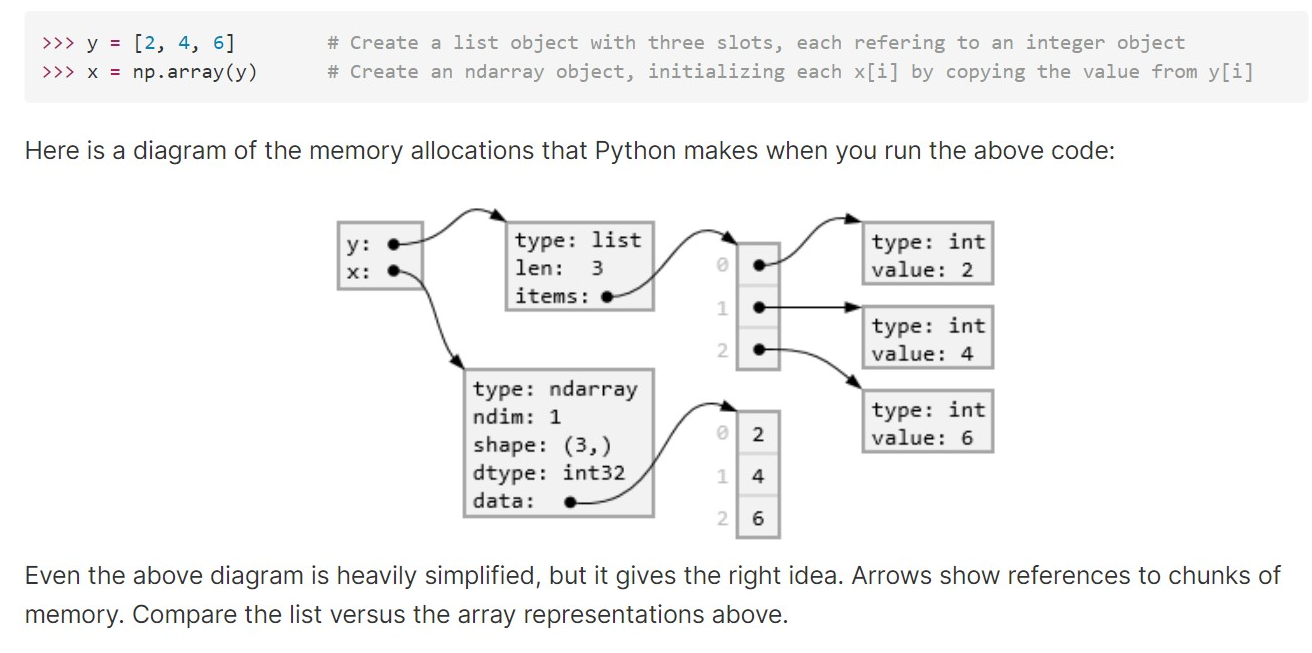 >>> y = [2, 4, 6]        # Create a list object with three slots, each refering to an integer object
>>> x = np.array(y)      # Create an ndarray object, initializing each x[i] by copying the value from y[i]
Here is a diagram of the memory allocations that Python makes when you run the above code:
y:
x:
type: list
len: 3
items:
0
1
2
type: int
value: 2
type: int
value: 4
type: int
value: 6
type: ndarray
ndim: 1
shape: (3,)
dtype: int32
data:
0 2
1 4
2 6
Even the above diagram is heavily simplified, but it gives the right idea. Arrows show references to chunks of
memory. Compare the list versus the array representations above.